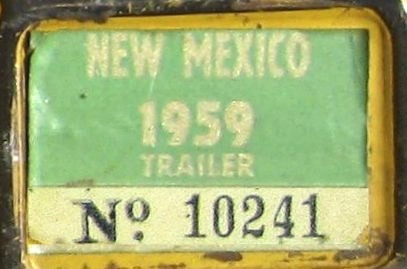 NEW MEXICO
1959
TRAILER
Nº 10241